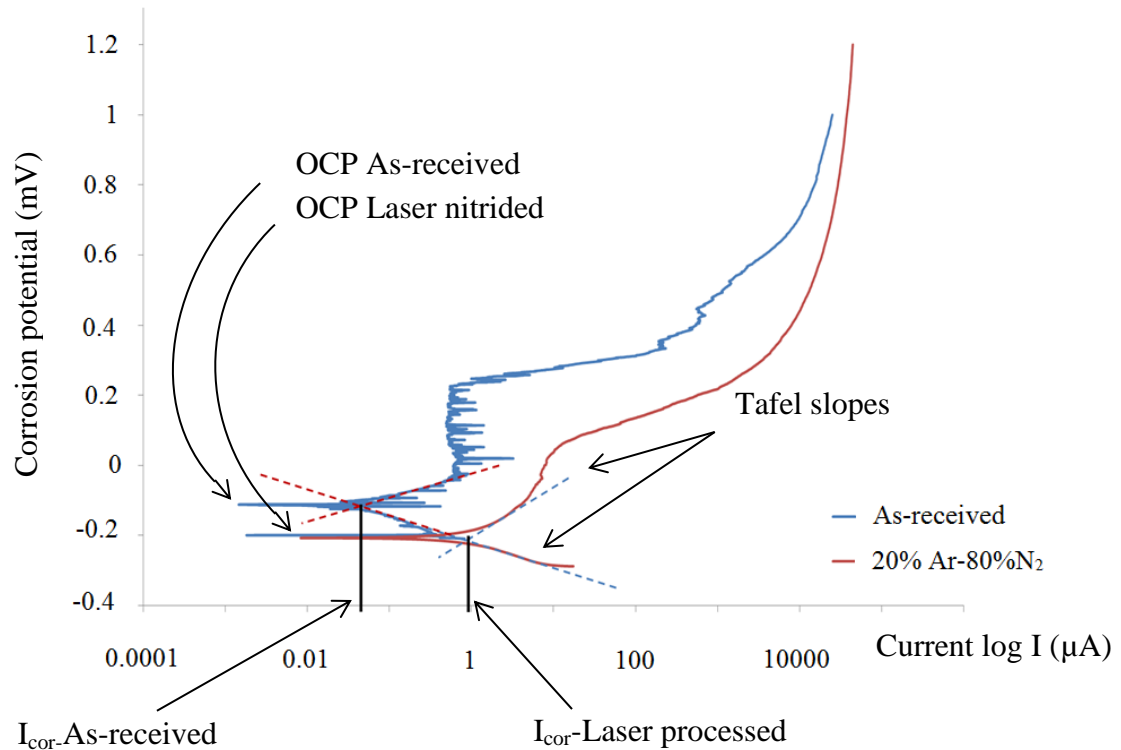 1.2
1
0.8
0.6
0.4
0.2
0
-0.2
-0.4
Corrosion potential (mV)
OCP As-received
OCP Laser nitrided
Tafel slopes
As-received
20% Ar-80%N₂
0.0001
0.01
1
100
10000
Current log I (µA)
Icor-As-received
Icor-Laser processed